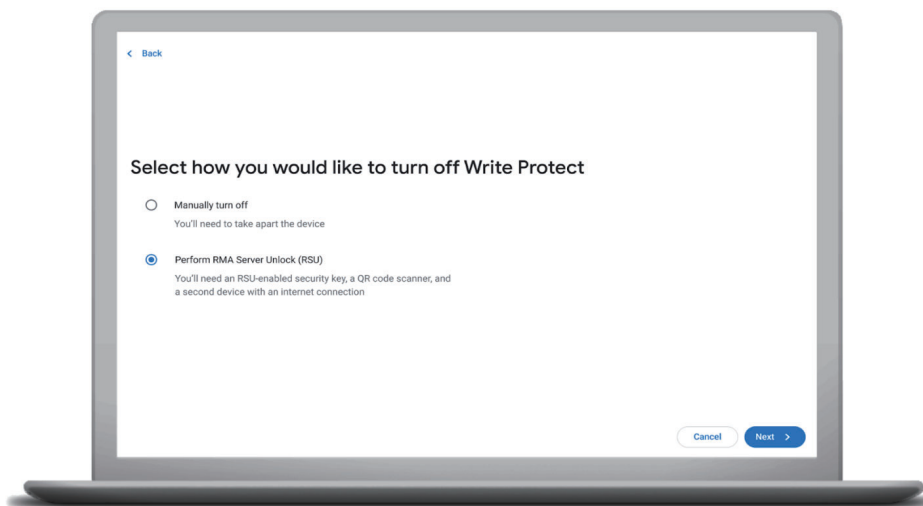 Back
Select how you would like to turn off Write Protect
Manually turn off
You'll need to take apart the device
Perform RMA Server Unlock (RSU)
You'll need an RSU-enabled security key, a QR code scanner, and
a second device with an internet connection
Cancel
Next